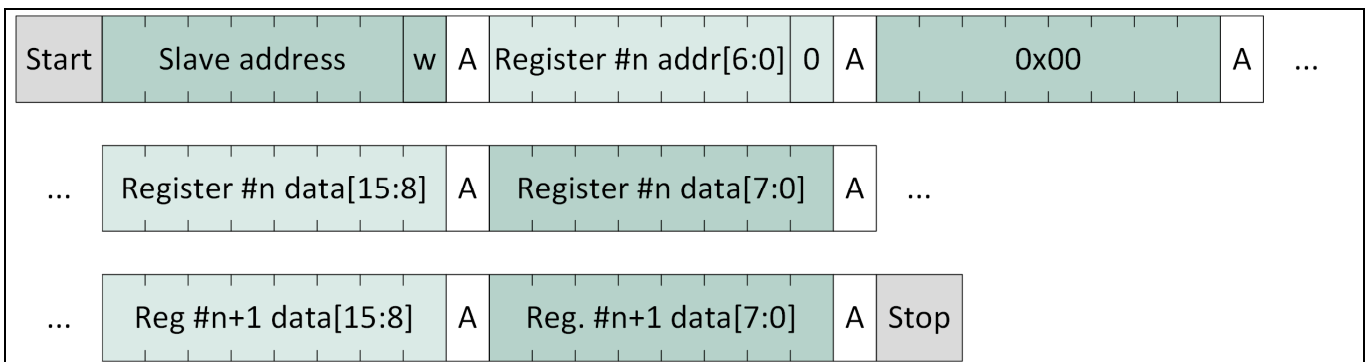 Start Slave address w A Register #n addr[6:0] 0 A 0x00 A ...
... Register #n data[15:8] A Register #n data[7:0] A ...
... Reg #n+1 data[15:8] A Reg. #n+1 data[7:0] A Stop